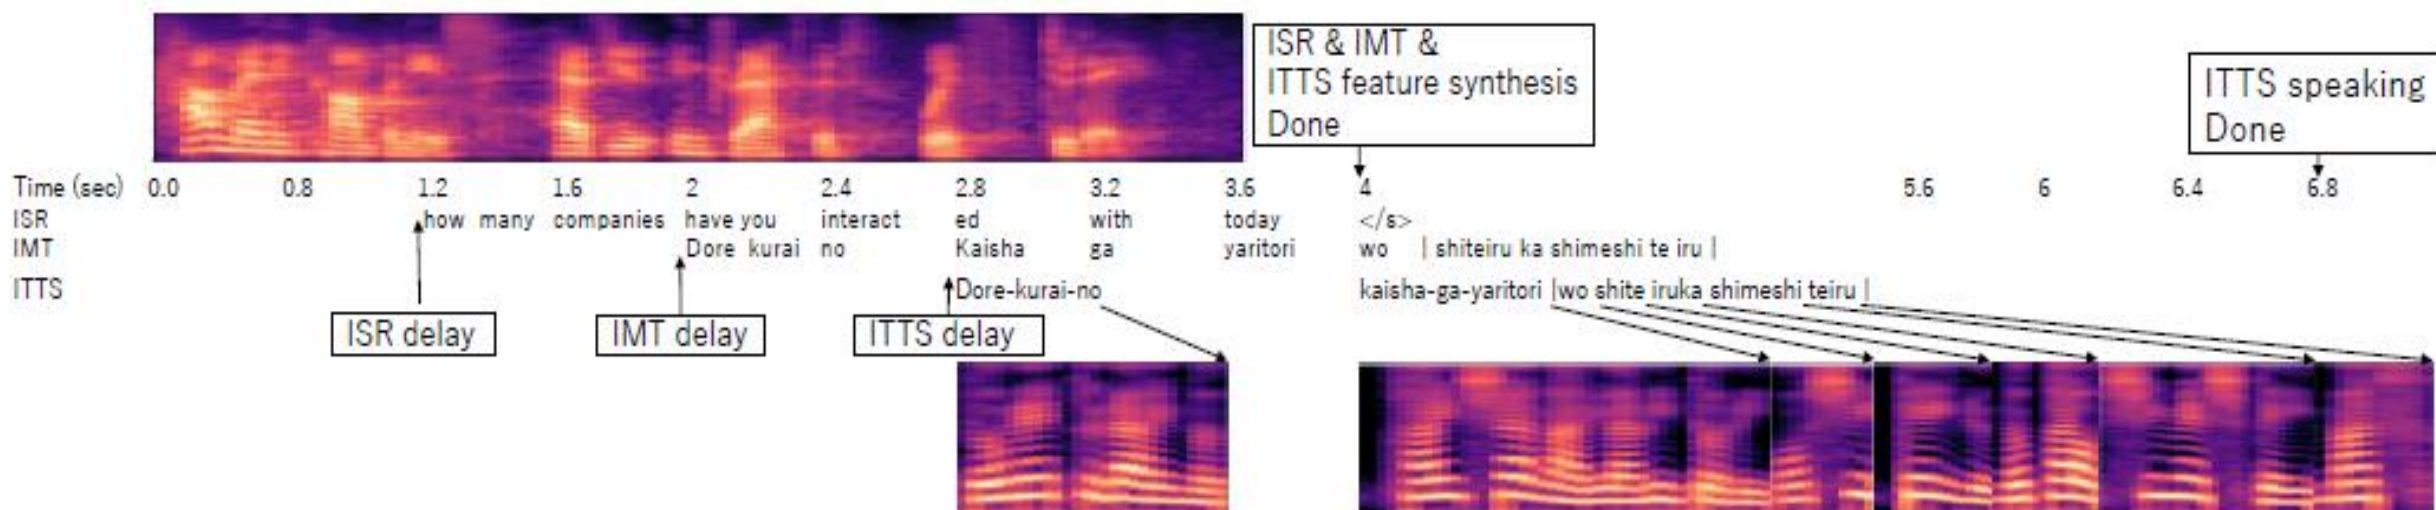 ISR & IMT &
ITTS feature synthesis
Done
ITTS speaking
Done
Time (sec) 0.0 0.8 1.2 1.6 2 2.4 2.8 3.2 3.6 4 5.6 6 6.4 6.8
ISR how many companies have you interact ed with today </s>
IMT Dore kurai no Kaisha ga yaritori wo | shiteiru ka shimeshi te iru |
ITTS Dore-kurai-no kaisha-ga-yaritori |wo shite iruka shimeshi teiru |
ISR delay IMT delay ITTS delay